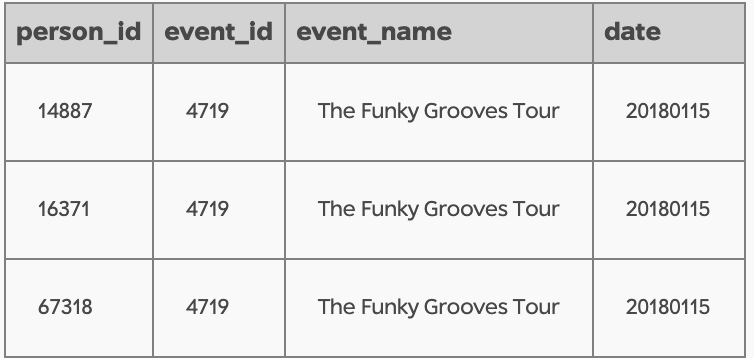 person_id event_id event_name date
14887 4719 The Funky Grooves Tour 20180115
16371 4719 The Funky Grooves Tour 20180115
67318 4719 The Funky Grooves Tour 20180115